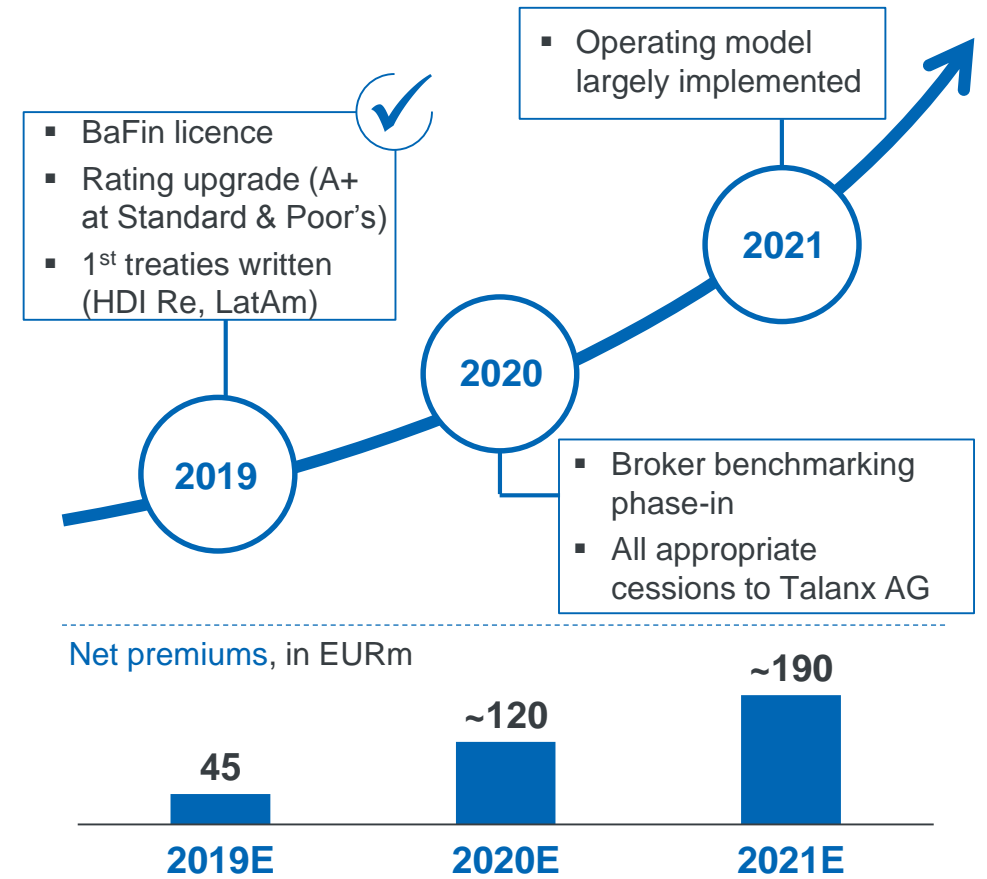 ▪ Operating model
largely implemented
▪ BaFin licence
▪ Rating upgrade (A+
at Standard & Poor’s)
▪ 1st treaties written
(HDI Re, LatAm)
2021
2020
2019
▪ Broker benchmarking
phase-in
▪ All appropriate
cessions to Talanx AG
Net premiums, in EURm
45
~120
~190
2019E
2020E
2021E